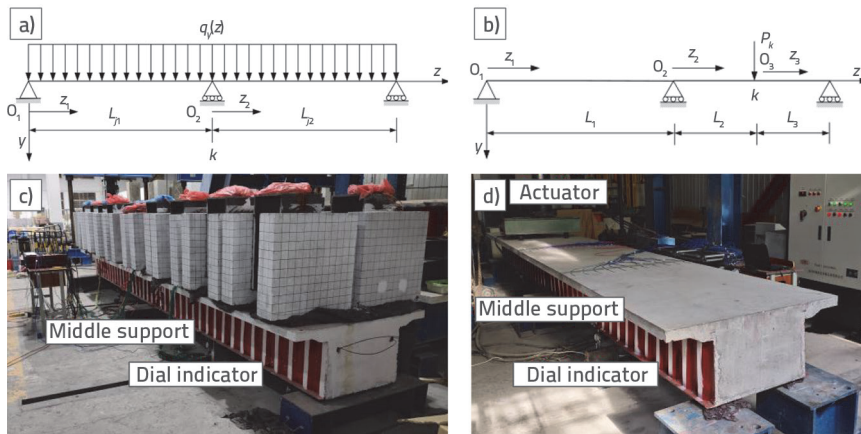 a)
qy(z)
z
O1
z1
Lj1
O2
z2
Lj2
y
k
b)
Pk
O1
z1
O2
z2
O3
z3
z
k
L1
L2
L3
y
c)
Middle support
Dial indicator
d)
Actuator
Middle support
Dial indicator